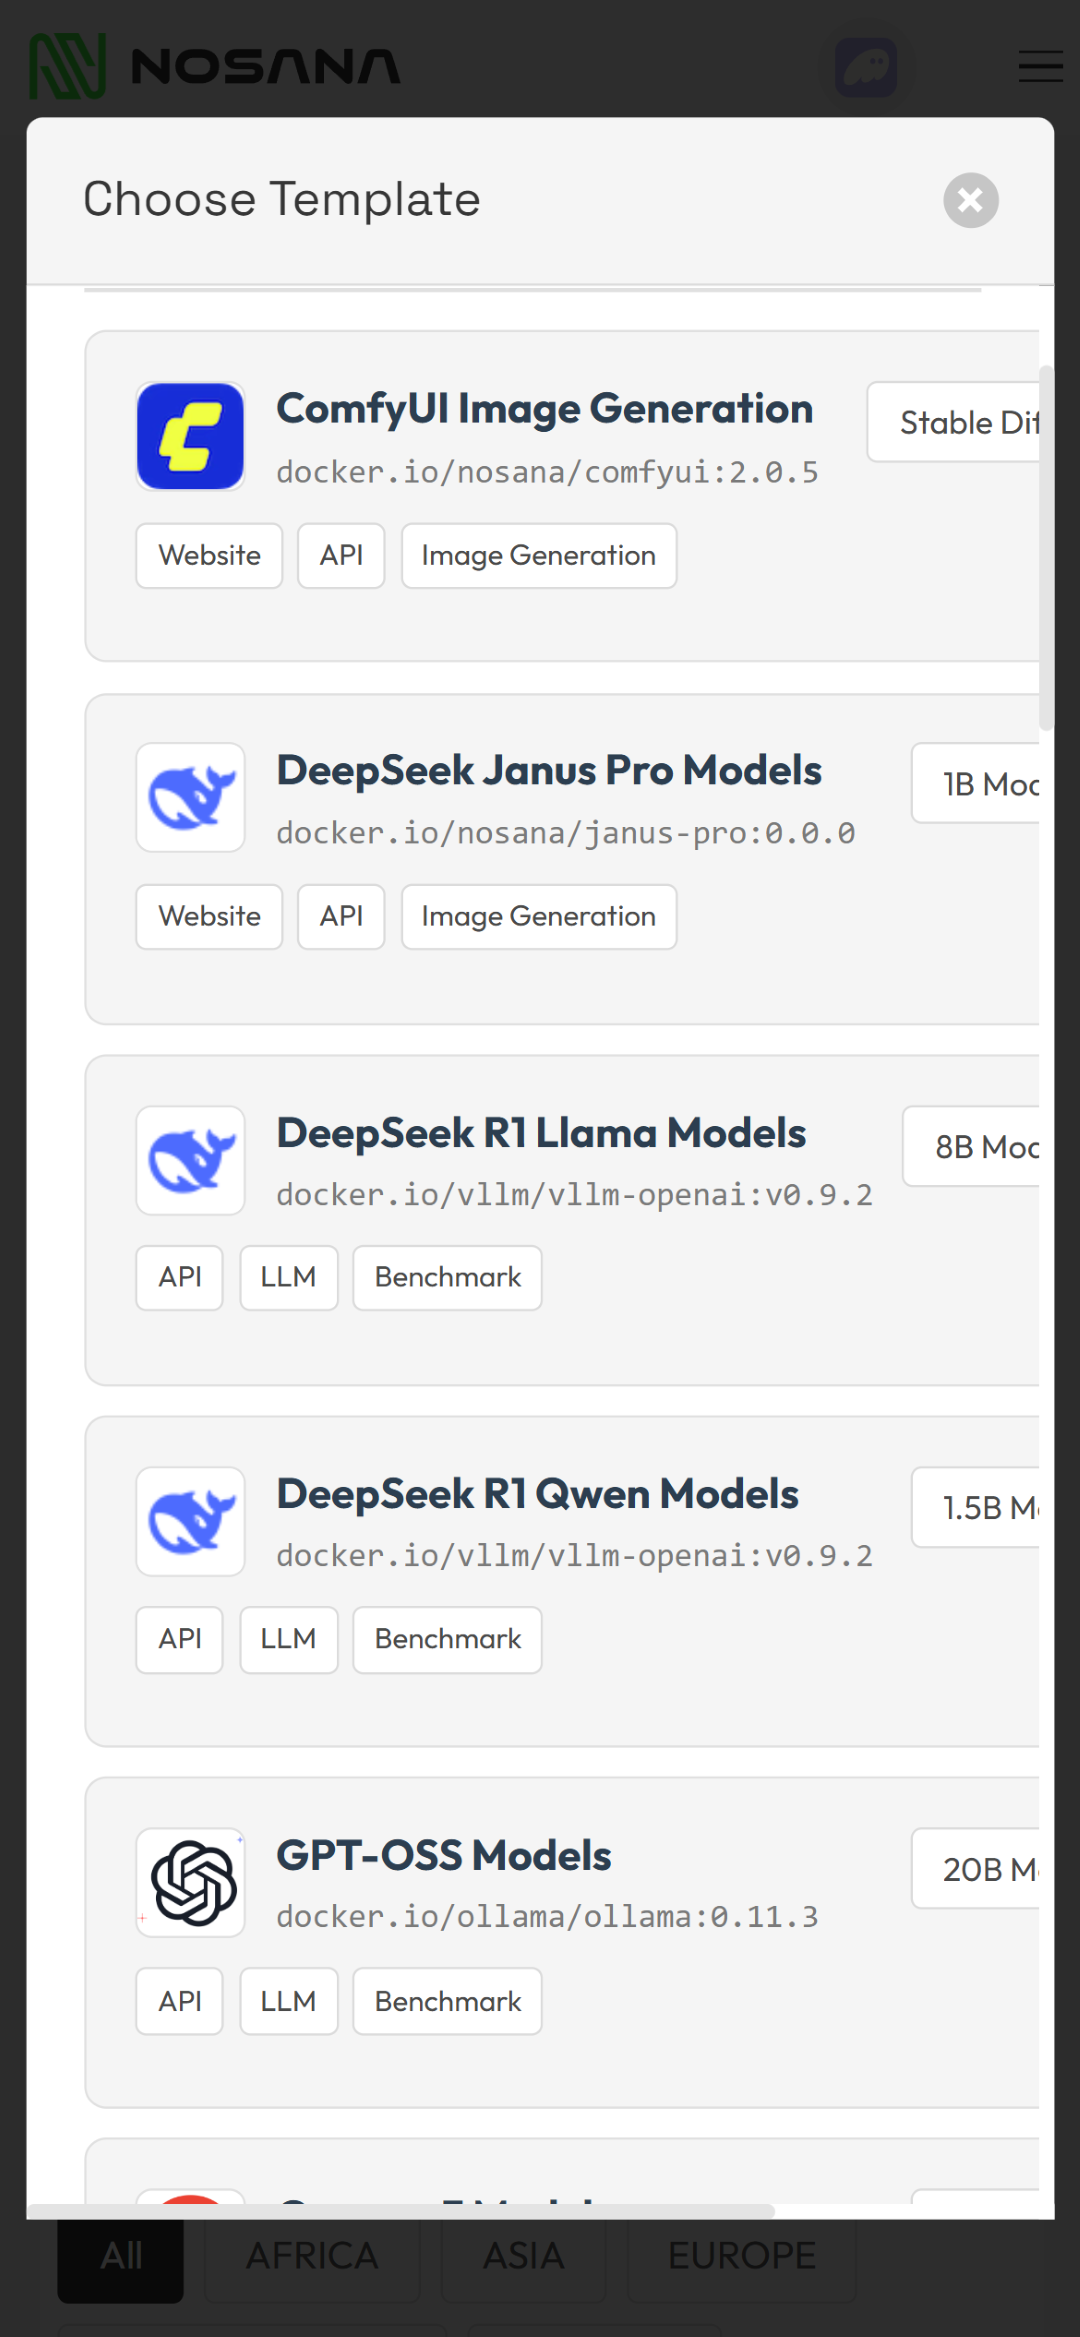 NOSANA
Choose Template
ComfyUI Image Generation
Stable Dif
docker.io/nosana/comfyui:2.0.5
Website
API
Image Generation
DeepSeek Janus Pro Models
1B Mod
docker.io/nosana/janus-pro:0.0.0
Website
API
Image Generation
DeepSeek R1 Llama Models
8B Mod
docker.io/vllm/vllm-openai:v0.9.2
API
LLM
Benchmark
DeepSeek R1 Qwen Models
1.5B Mo
docker.io/vllm/vllm-openai:v0.9.2
API
LLM
Benchmark
GPT-OSS Models
20B Mo
docker.io/ollama/ollama:0.11.3
API
LLM
Benchmark
All
AFRICA
ASIA
EUROPE